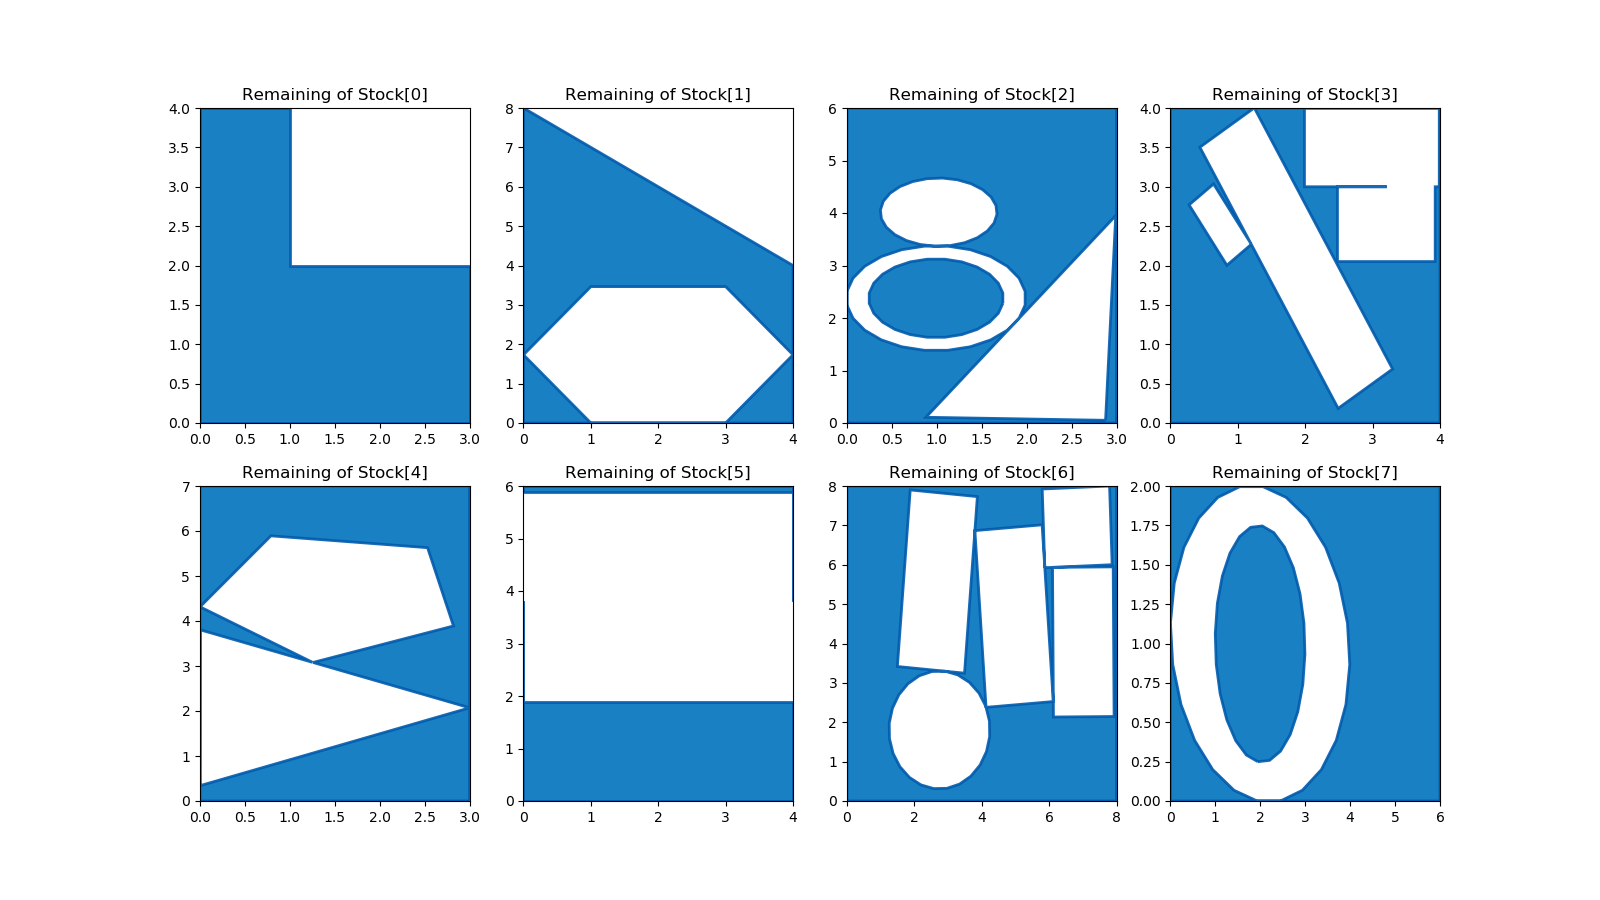 Remaining of Stock[0] Remaining of Stock[1] Remaining of Stock[2] Remaining of Stock[3]
4.0 8 6 4.0
3.5 7 5 3.5
3.0 6 4 3.0
2.5 5 3 2.5
2.0 4 2 2.0
1.5 3 1 1.5
1.0 2 0 1.0
0.5 1 0.5
0.0 0 0.0
0.0 0.5 1.0 1.5 2.0 2.5 3.0 0 1 2 3 4 0.0 0.5 1.0 1.5 2.0 2.5 3.0 0 1 2 3 4
Remaining of Stock[4] Remaining of Stock[5] Remaining of Stock[6] Remaining of Stock[7]
7 6 8 2.00
6 5 7 1.75
5 4 6 1.50
4 3 5 1.25
3 2 4 1.00
2 1 3 0.75
1 0 2 0.50
0 1 0.25
0 0.00
0.0 0.5 1.0 1.5 2.0 2.5 3.0 0 1 2 3 4 0 2 4 6 8 0 1 2 3 4 5 6